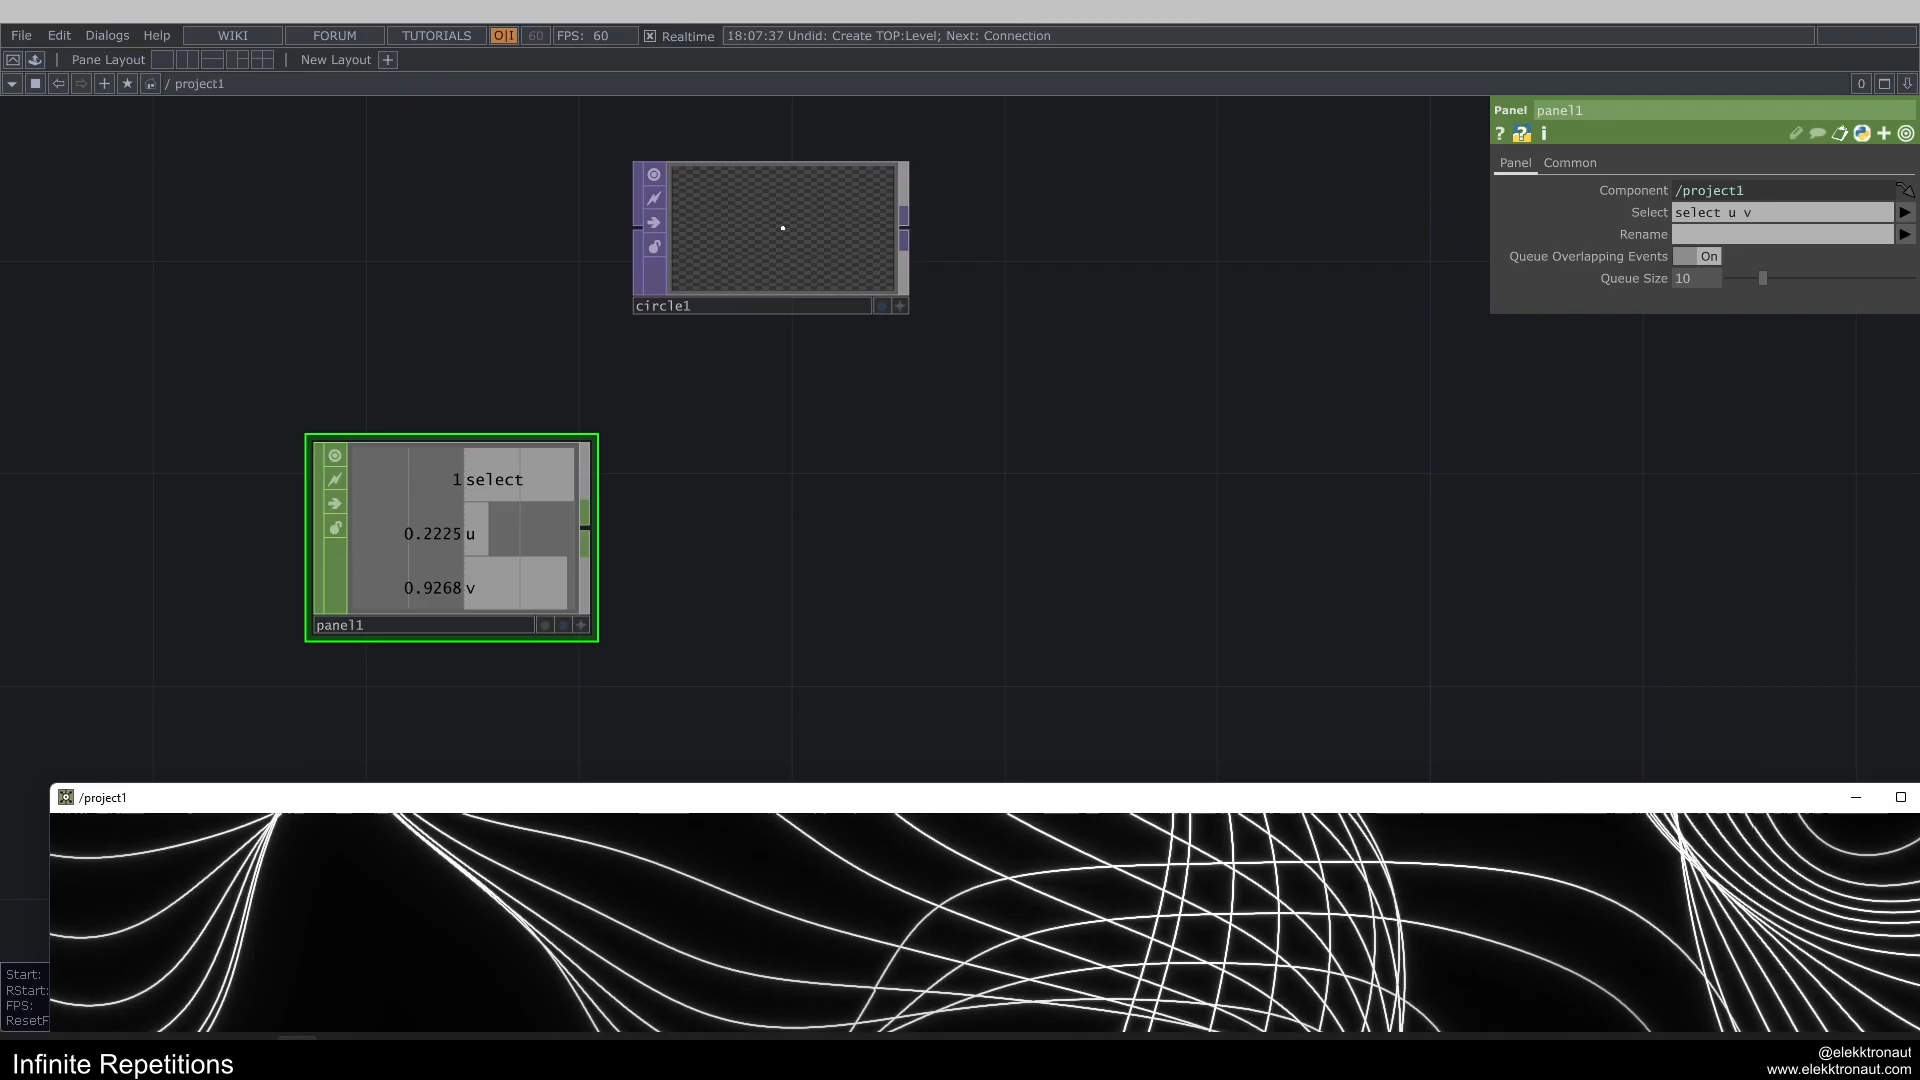 File Edit Dialogs Help WIKI FORUM TUTORIALS O|I 60 FPS: 60 Realtime 18:07:37 Undid: Create TOP:Level; Next: Connection
Pane Layout New Layout
/ project1 0
Panel panel1
? ? i
Panel Common
Component /project1
Select select u v
Rename
Queue Overlapping Events On
Queue Size 10
circle1
1 select
0.2225 u
0.9268 v
panel1
/project1
Start:
RStart:
FPS:
ResetF
Infinite Repetitions
@elekktronaut
www.elekktronaut.com